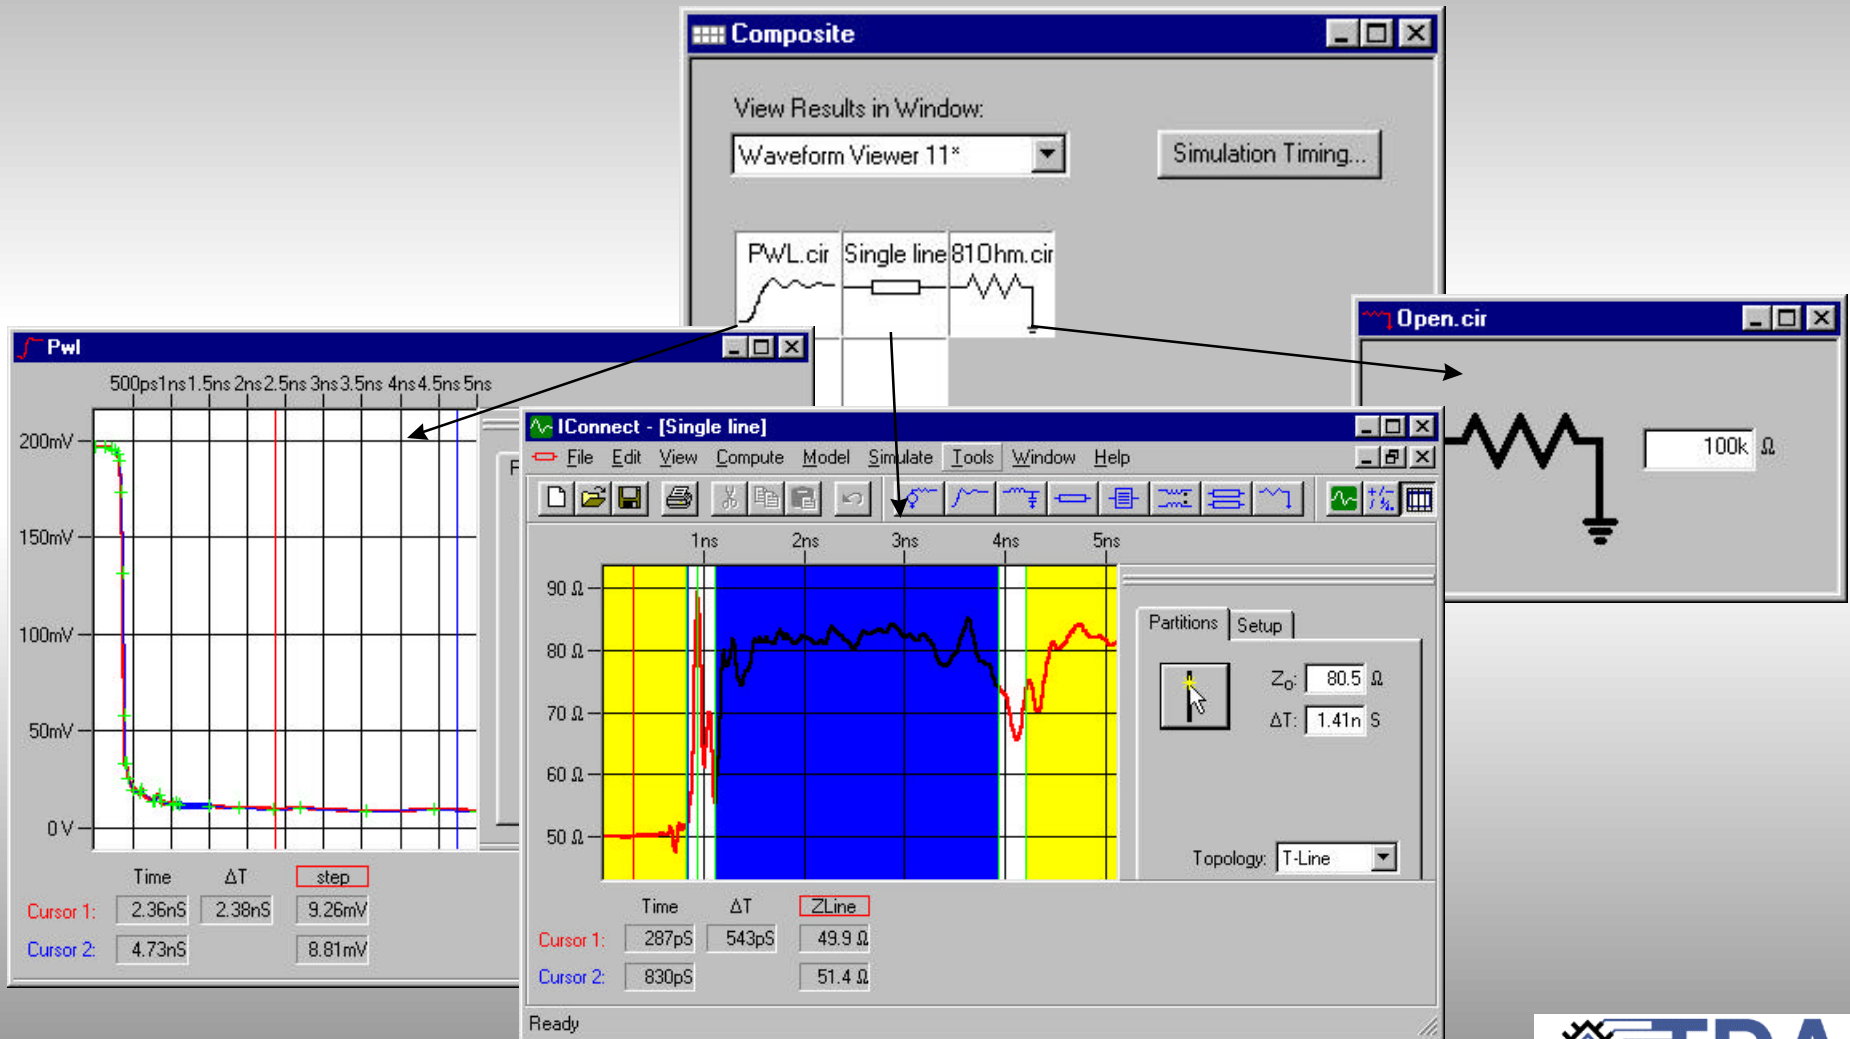 Composite
View Results in Window:
Waveform Viewer 11*
Simulation Timing...
PWL.cir
Single line
81Ohm.cir
Open.cir
100k Ω
Pwl
500ps 1ns 1.5ns 2ns 2.5ns 3ns 3.5ns 4ns 4.5ns 5ns
200mV
150mV
100mV
50mV
0 V
Time ΔT step
Cursor 1: 2.36nS 2.38nS 9.26mV
Cursor 2: 4.73nS 8.81mV
IConnect - [Single line]
File Edit View Compute Model Simulate Tools Window Help
1ns 2ns 3ns 4ns 5ns
90 Ω
80 Ω
70 Ω
60 Ω
50 Ω
Partitions Setup
Z0: 80.5 Ω
ΔT: 1.41n S
Topology: T-Line
Time ΔT ZLine
Cursor 1: 287pS 543pS 49.9 Ω
Cursor 2: 830pS 51.4 Ω
Ready
TDA